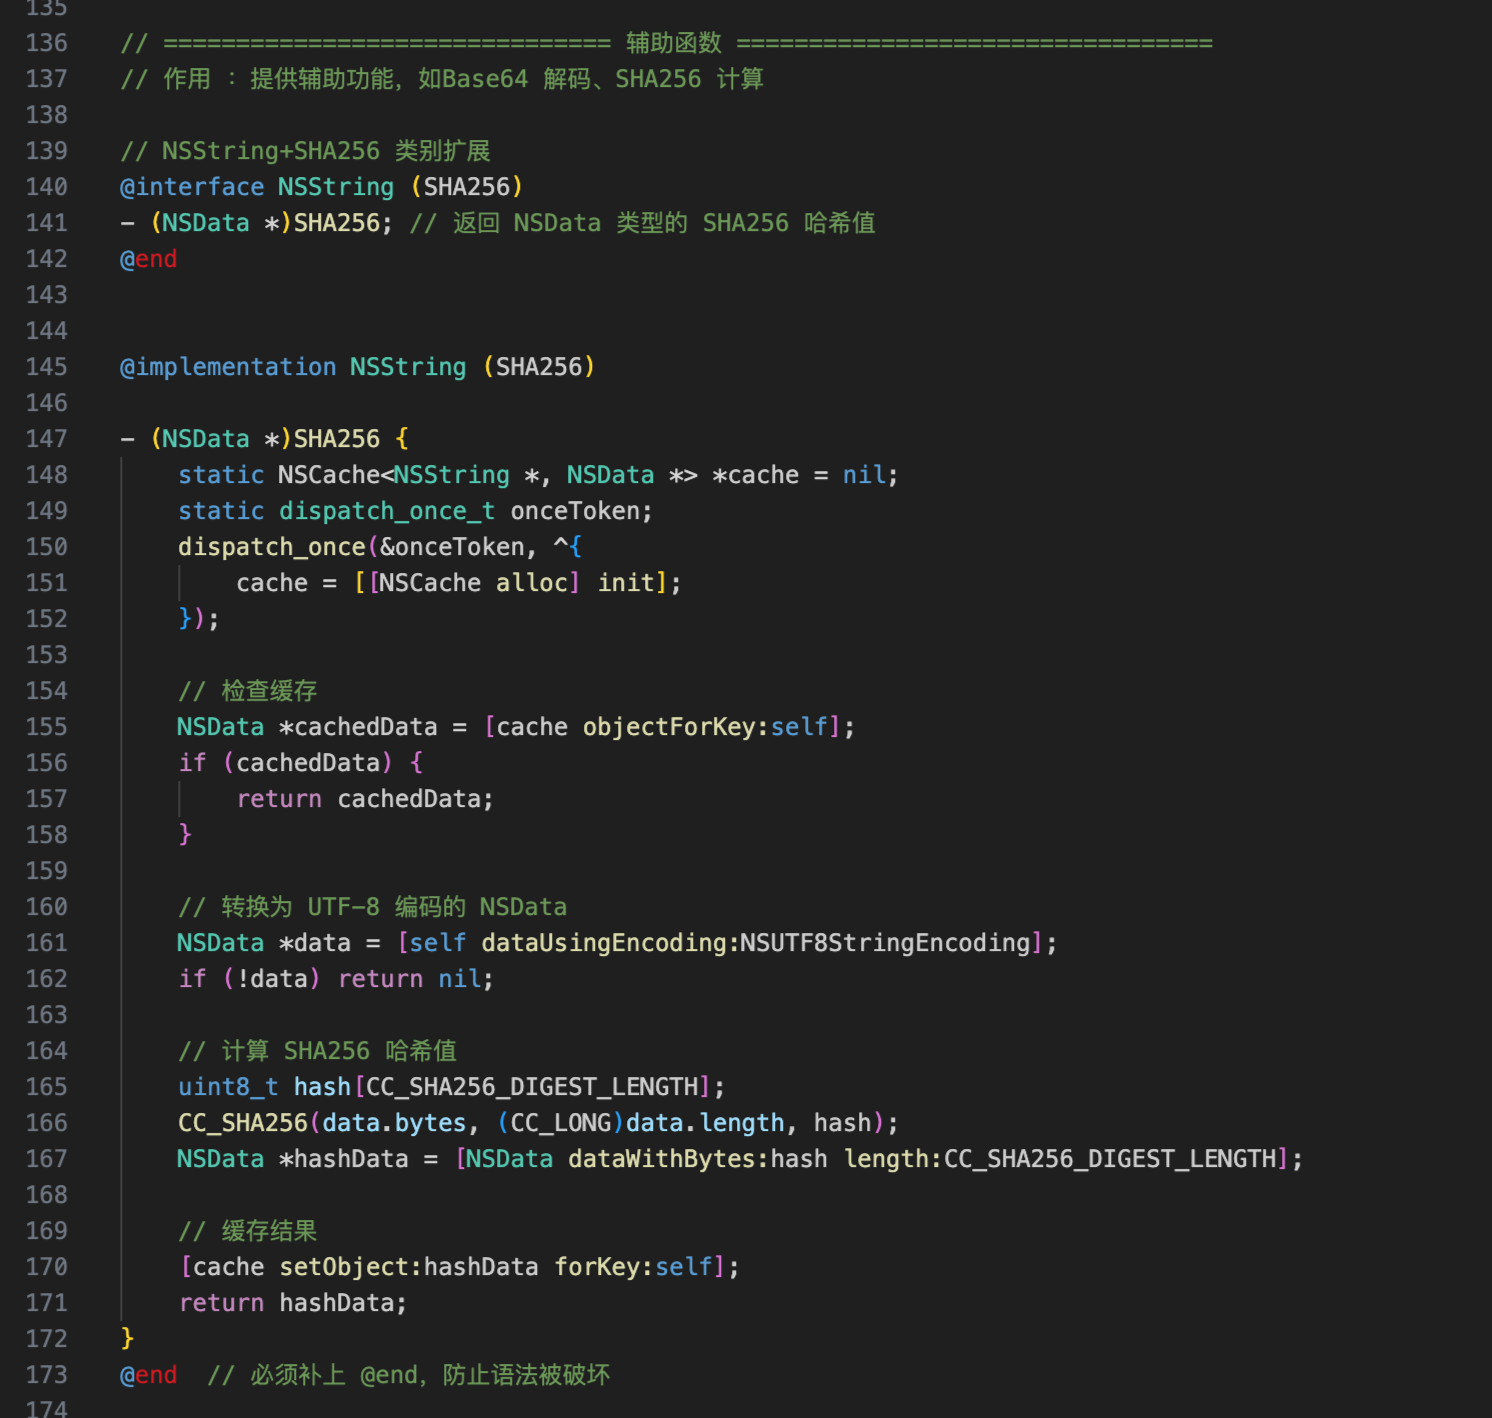 135
136 // =============================== 辅助函数 =================================
137 // 作用 : 提供辅助功能, 如Base64 解码、SHA256 计算
138
139 // NSString+SHA256 类别扩展
140 @interface NSString (SHA256)
141 - (NSData *)SHA256; // 返回 NSData 类型的 SHA256 哈希值
142 @end
143
144
145 @implementation NSString (SHA256)
146
147 - (NSData *)SHA256 {
148     static NSCache<NSString *, NSData *> *cache = nil;
149     static dispatch_once_t onceToken;
150     dispatch_once(&onceToken, ^{
151         cache = [[NSCache alloc] init];
152     });
153
154     // 检查缓存
155     NSData *cachedData = [cache objectForKey:self];
156     if (cachedData) {
157         return cachedData;
158     }
159
160     // 转换为 UTF-8 编码的 NSData
161     NSData *data = [self dataUsingEncoding:NSUTF8StringEncoding];
162     if (!data) return nil;
163
164     // 计算 SHA256 哈希值
165     uint8_t hash[CC_SHA256_DIGEST_LENGTH];
166     CC_SHA256(data.bytes, (CC_LONG)data.length, hash);
167     NSData *hashData = [NSData dataWithBytes:hash length:CC_SHA256_DIGEST_LENGTH];
168
169     // 缓存结果
170     [cache setObject:hashData forKey:self];
171     return hashData;
172 }
173 @end  // 必须补上 @end, 防止语法被破坏
174